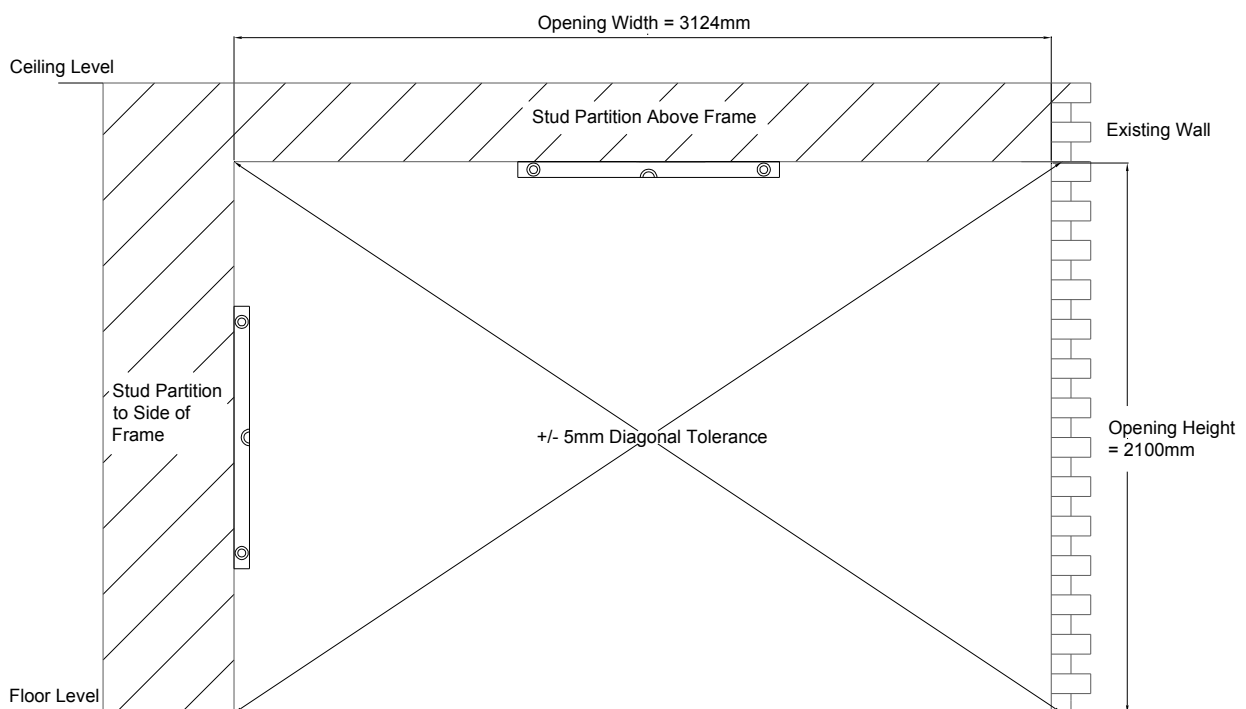 Opening Width = 3124mm
Ceiling Level
Stud Partition Above Frame
Existing Wall
Stud Partition
to Side of
Frame
+/- 5mm Diagonal Tolerance
Opening Height
= 2100mm
Floor Level